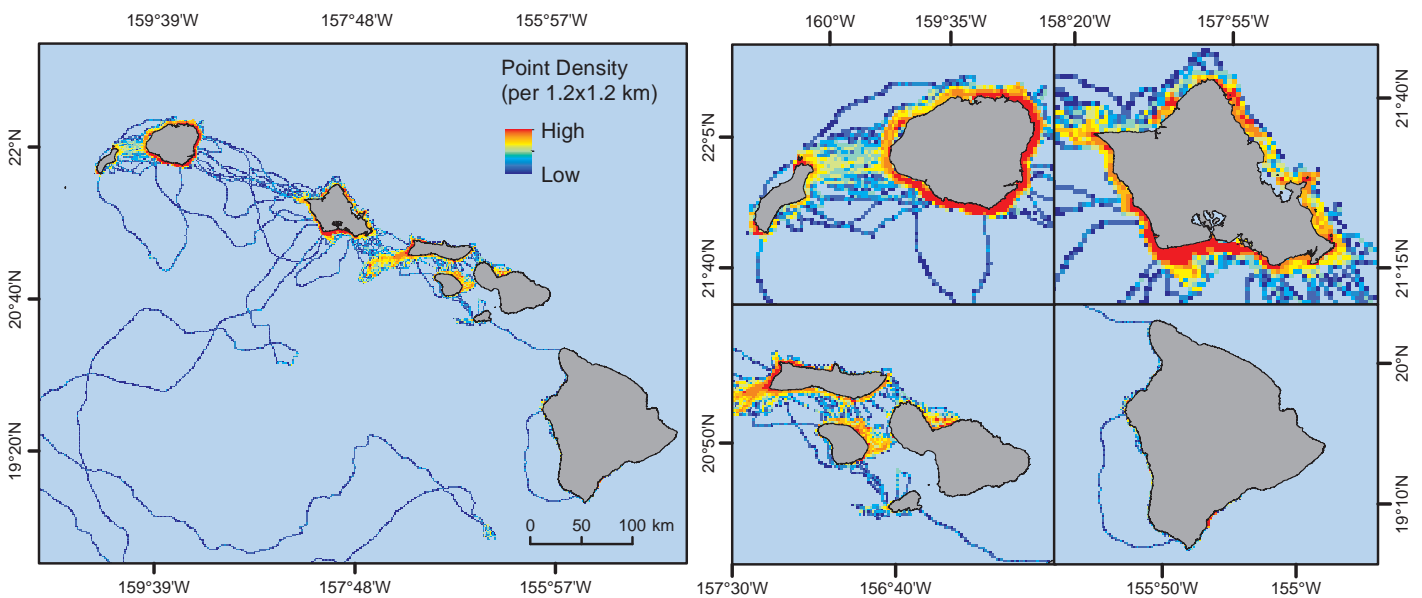 159°39'W 157°48'W 155°57'W
160°W 159°35'W 158°20'W 157°55'W
Point Density
(per 1.2x1.2 km)
High
Low
22°N
20°40'N
19°20'N
0 50 100 km
159°39'W 157°48'W 155°57'W
22°5'N
21°40'N
21°40'N
21°15'N
20°50'N
20°N
19°10'N
157°30'W 156°40'W 155°50'W 155°W